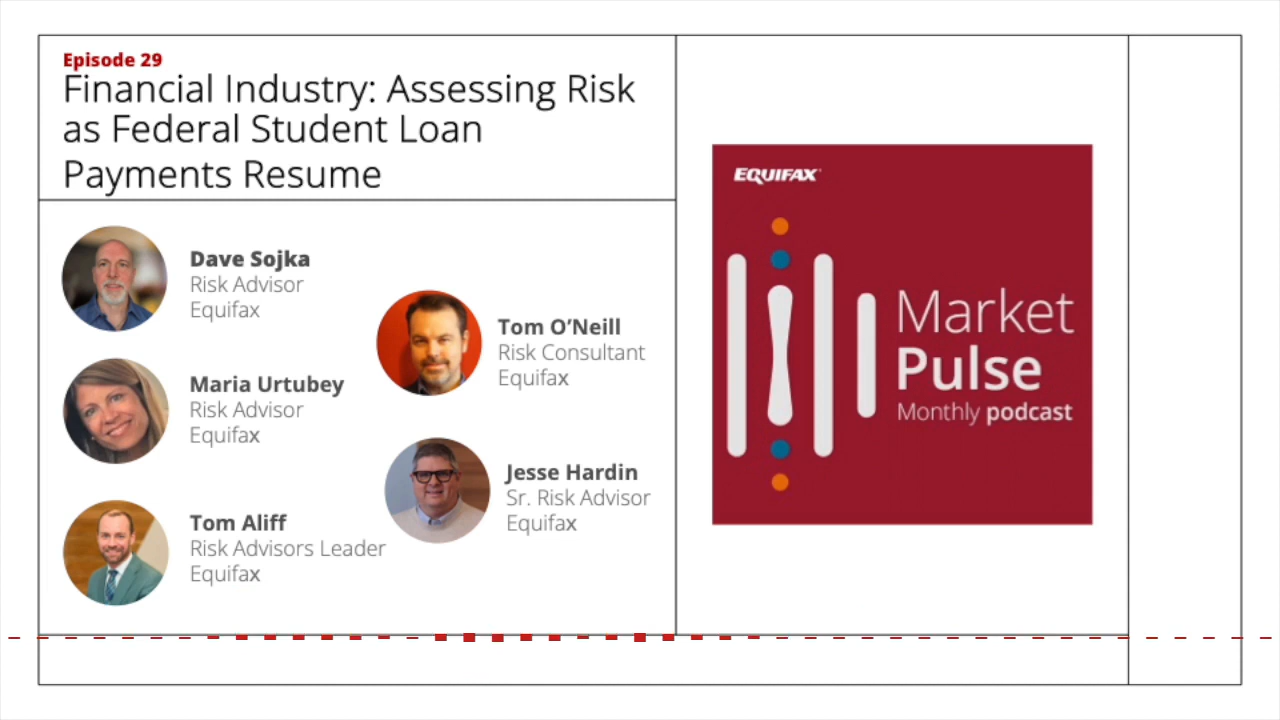 Episode 29
Financial Industry: Assessing Risk
as Federal Student Loan
Payments Resume
Dave Sojka
Risk Advisor
Equifax
Tom O'Neill
Risk Consultant
Equifax
Maria Urtubey
Risk Advisor
Equifax
Jesse Hardin
Sr. Risk Advisor
Equifax
Tom Aliff
Risk Advisors Leader
Equifax
EQUIFAX
Market
Pulse
Monthly podcast